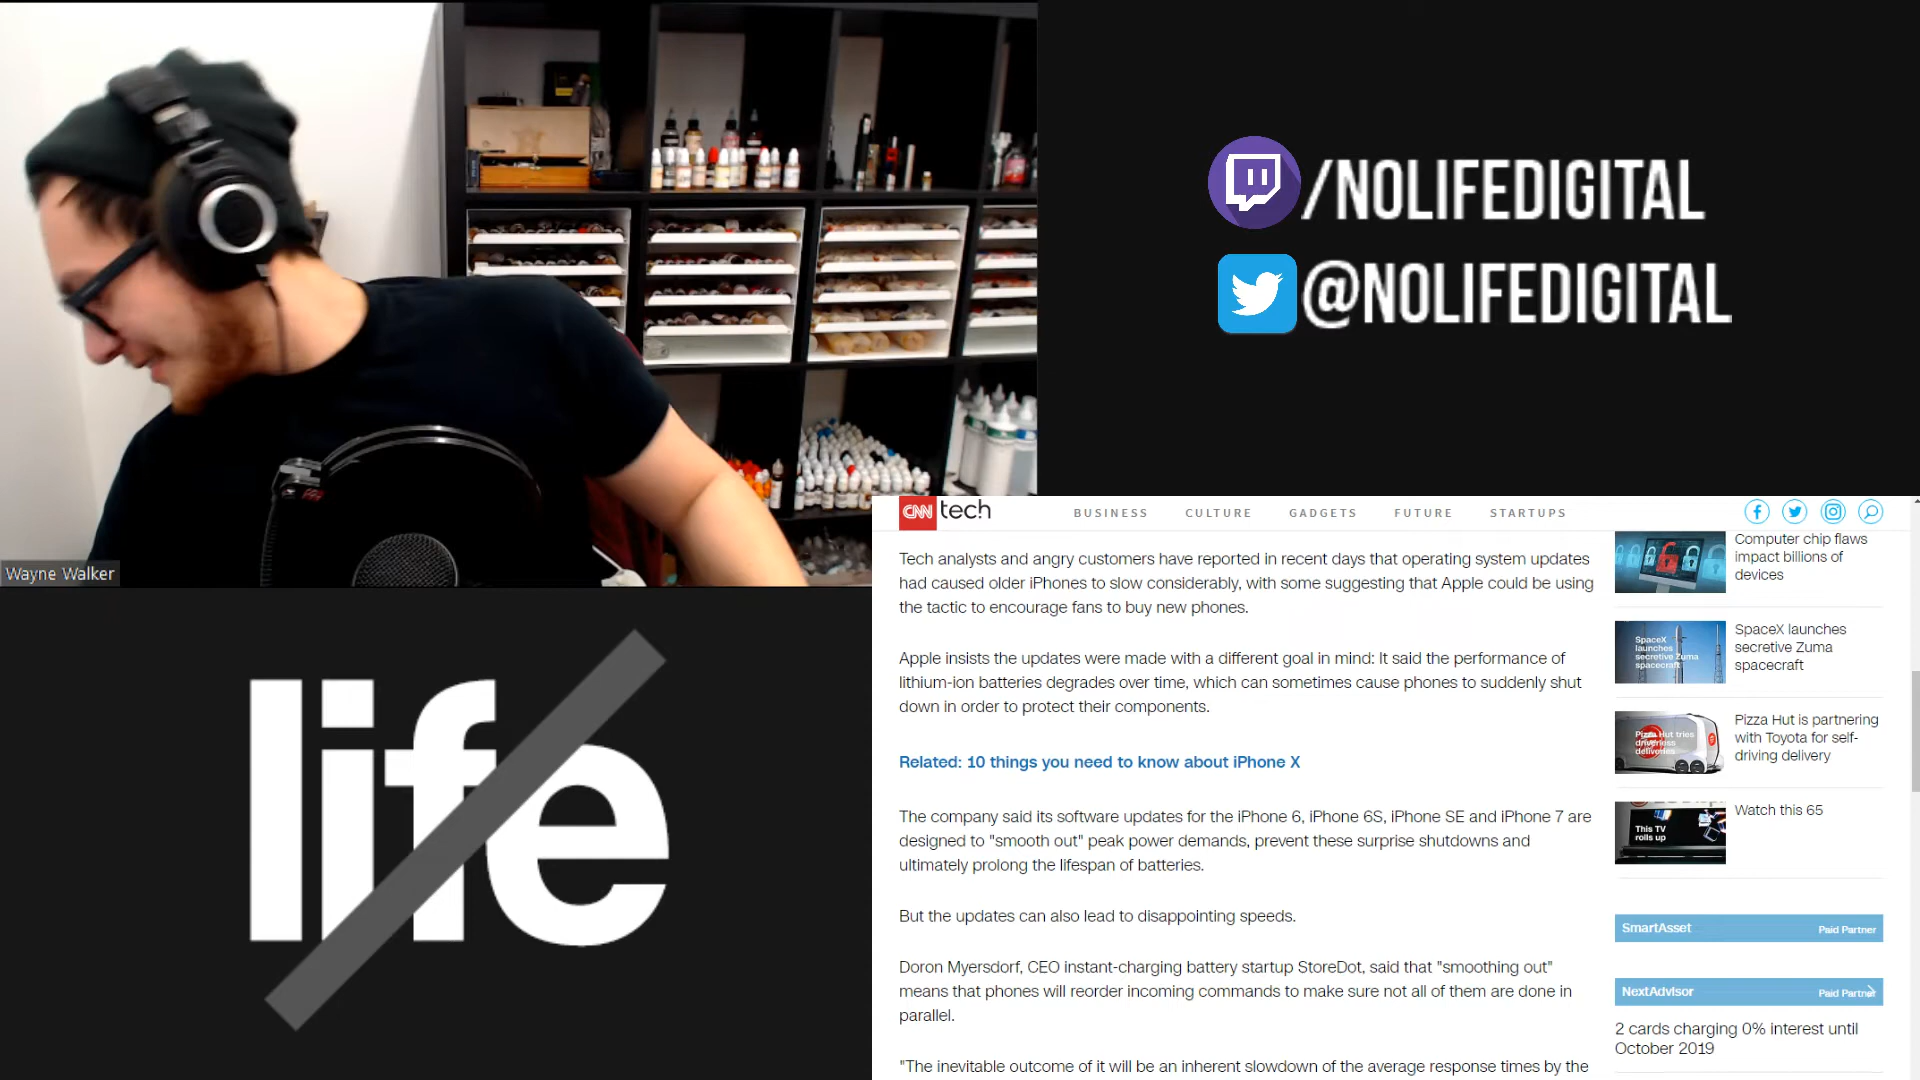 /NOLIFEDIGITAL
@NOLIFEDIGITAL
Wayne Walker
life
CNN tech
BUSINESS CULTURE GADGETS FUTURE STARTUPS
Tech analysts and angry customers have reported in recent days that operating system updates
had caused older iPhones to slow considerably, with some suggesting that Apple could be using
the tactic to encourage fans to buy new phones.
Apple insists the updates were made with a different goal in mind: It said the performance of
lithium-ion batteries degrades over time, which can sometimes cause phones to suddenly shut
down in order to protect their components.
Related: 10 things you need to know about iPhone X
The company said its software updates for the iPhone 6, iPhone 6S, iPhone SE and iPhone 7 are
designed to "smooth out" peak power demands, prevent these surprise shutdowns and
ultimately prolong the lifespan of batteries.
But the updates can also lead to disappointing speeds.
Doron Myersdorf, CEO instant-charging battery startup StoreDot, said that "smoothing out"
means that phones will reorder incoming commands to make sure not all of them are done in
parallel.
"The inevitable outcome of it will be an inherent slowdown of the average response times by the
Computer chip flaws
impact billions of
devices
SpaceX
launches
secretive Zuma
spacecraft
SpaceX launches
secretive Zuma
spacecraft
Pizza Hut tries
driverless
deliveries
Pizza Hut is partnering
with Toyota for self-
driving delivery
This TV
rolls up
Watch this 65
SmartAsset Paid Partner
NextAdvisor Paid Partner
2 cards charging 0% interest until
October 2019